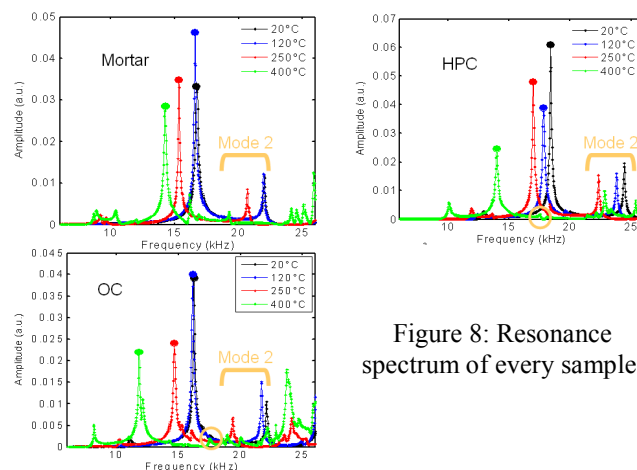 0.05
0.04
0.03
0.02
0.01
0
Amplitude (a.u.)
Mortar
20°C
120°C
250°C
400°C
Mode 2
10
15
20
25
Frequency (kHz)
0.07
0.06
0.05
0.04
0.03
0.02
0.01
0
Amplitude (a.u.)
HPC
20°C
120°C
250°C
400°C
Mode 2
10
15
20
25
Frequency (kHz)
0.045
0.04
0.035
0.03
0.025
0.02
0.015
0.01
0.005
0
Amplitude (a.u.)
OC
20°C
120°C
250°C
400°C
Mode 2
10
15
20
25
Frequency (kHz)
Figure 8: Resonance
spectrum of every sample